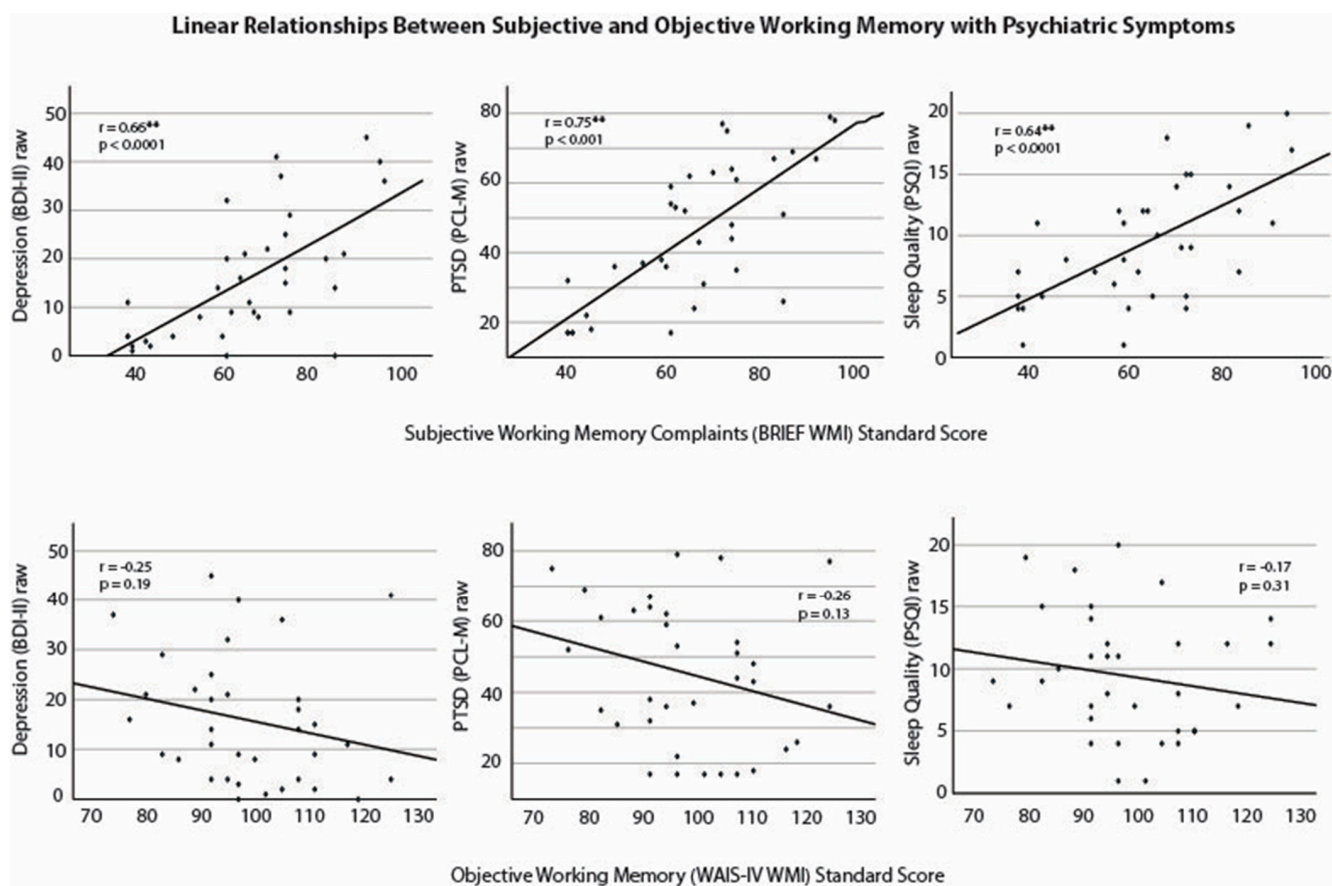 Linear Relationships Between Subjective and Objective Working Memory with Psychiatric Symptoms
Depression (BDI-II) raw
50
40
30
20
10
0
r = 0.66**
p < 0.0001
40 60 80 100
PTSD (PCL-M) raw
80
60
40
20
r = 0.75**
p < 0.001
40 60 80 100
Sleep Quality (PSQI) raw
20
15
10
5
0
r = 0.64**
p < 0.0001
40 60 80 100
Subjective Working Memory Complaints (BRIEF WMI) Standard Score
Depression (BDI-II) raw
50
40
30
20
10
0
r = -0.25
p = 0.19
70 80 90 100 110 120 130
PTSD (PCL-M) raw
80
60
40
20
r = -0.26
p = 0.13
70 80 90 100 110 120 130
Sleep Quality (PSQI) raw
20
15
10
5
0
r = -0.17
p = 0.31
70 80 90 100 110 120 130
Objective Working Memory (WAIS-IV WMI) Standard Score